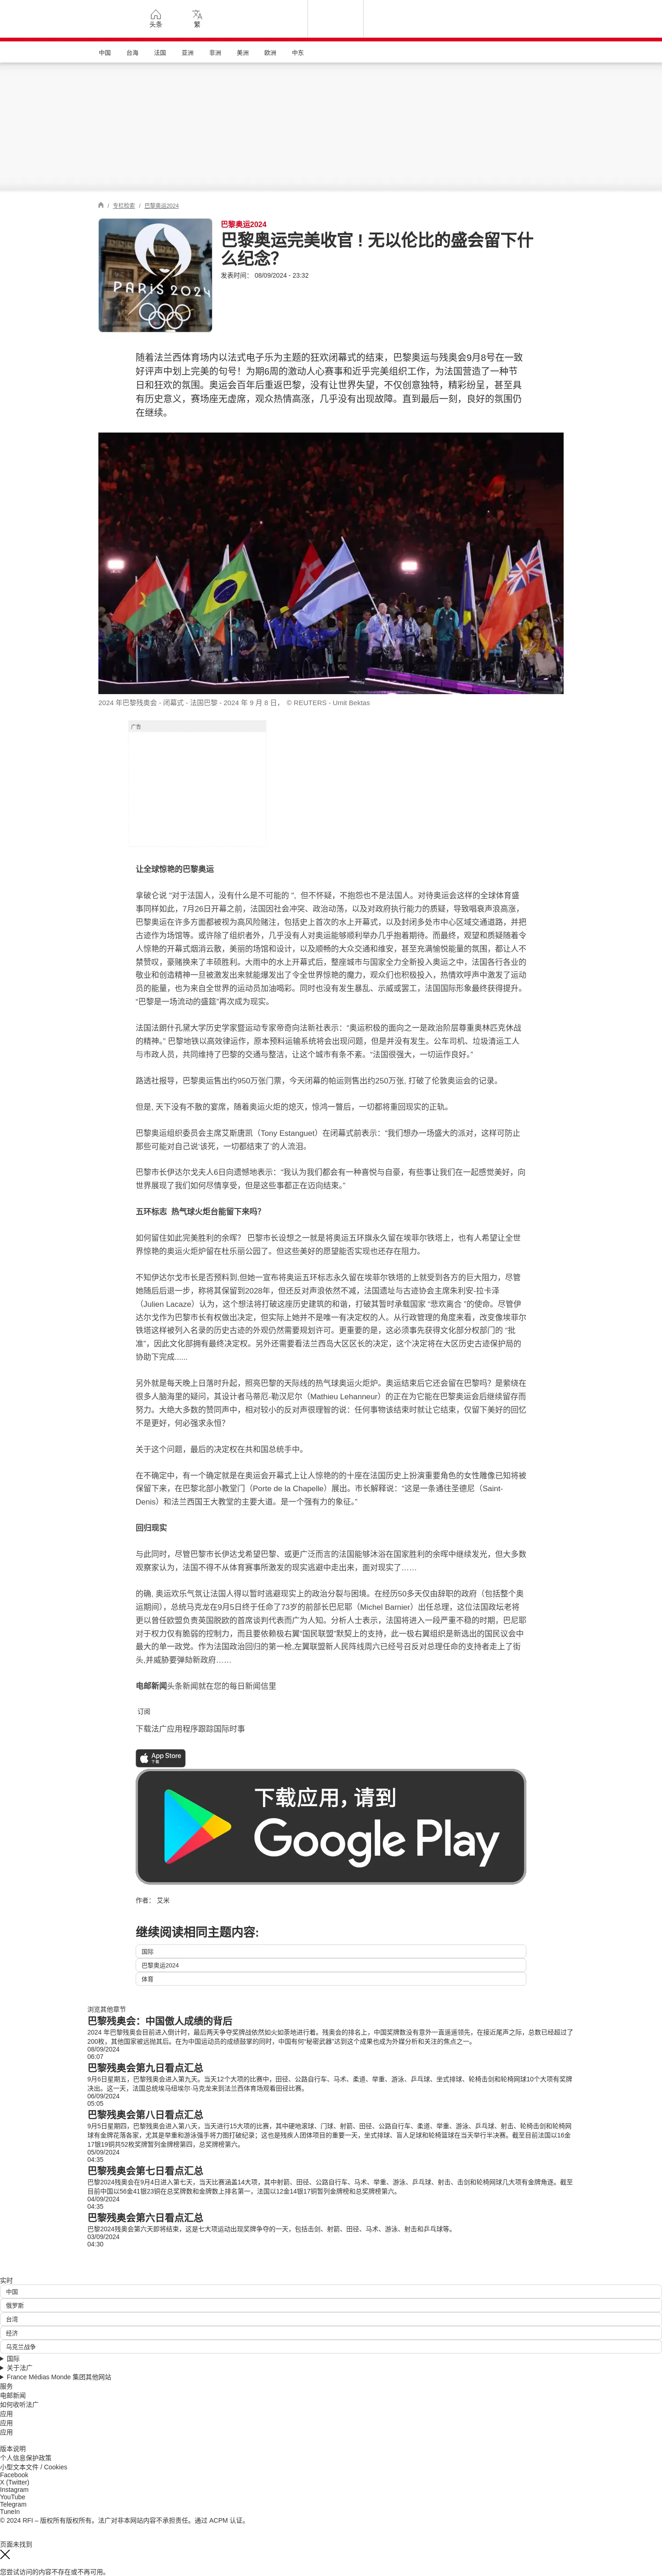 头条
繁
中国 台海 法国 亚洲 非洲 美洲 欧洲 中东
/ 专栏检索 / 巴黎奥运2024
PARIS 2024
巴黎奥运2024
巴黎奥运完美收官 ! 无以伦比的盛会留下什
么纪念?
发表时间： 08/09/2024 - 23:32
随着法兰西体育场内以法式电子乐为主题的狂欢闭幕式的结束，巴黎奥运与残奥会9月8号在一致
好评声中划上完美的句号！为期6周的激动人心赛事和近乎完美组织工作，为法国营造了一种节
日和狂欢的氛围。奥运会百年后重返巴黎，没有让世界失望，不仅创意独特，精彩纷呈，甚至具
有历史意义，赛场座无虚席，观众热情高涨，几乎没有出现故障。直到最后一刻，良好的氛围仍
在继续。
2024 年巴黎残奥会 - 闭幕式 - 法国巴黎 - 2024 年 9 月 8 日， © REUTERS - Umit Bektas
广告
让全球惊艳的巴黎奥运
拿破仑说 "对于法国人，没有什么是不可能的 "，但不怀疑，不抱怨也不是法国人。对待奥运会这样的全球体育盛
事同样如此，7月26日开幕之前，法国因社会冲突、政治动荡，以及对政府执行能力的质疑，导致唱衰声浪高涨，
巴黎奥运在许多方面都被视为高风险赌注，包括史上首次的水上开幕式，以及封闭多处市中心区域交通道路，并把
古迹作为场馆等。或许除了组织者外，几乎没有人对奥运能够顺利举办几乎抱着期待。而最终，观望和质疑随着令
人惊艳的开幕式烟消云散，美丽的场馆和设计，以及顺畅的大众交通和维安，甚至充满愉悦能量的氛围，都让人不
禁赞叹，豪赌换来了丰硕胜利。大雨中的水上开幕式后，整座城市与国家全力全新投入奥运之中，法国各行各业的
敬业和创造精神一旦被激发出来就能爆发出了令全世界惊艳的魔力，观众们也积极投入，热情欢呼声中激发了运动
员的能量，也为来自全世界的运动员加油喝彩。同时也没有发生暴乱、示威或罢工，法国国际形象最终获得提升。
“巴黎是一场流动的盛筵”再次成为现实。
法国法朗什孔黛大学历史学家暨运动专家帝奇向法新社表示：“奥运积极的面向之一是政治阶层尊重奥林匹克休战
的精神。” 巴黎地铁以高效律运作，原本预料运输系统将会出现问题，但是并没有发生。公车司机、垃圾清运工人
与市政人员，共同维持了巴黎的交通与整洁，让这个城市有条不紊。“法国很强大，一切运作良好。”
路透社报导，巴黎奥运售出约950万张门票，今天闭幕的帕运则售出约250万张, 打破了伦敦奥运会的记录。
但是, 天下没有不散的宴席，随着奥运火炬的熄灭，惊鸿一瞥后，一切都将重回现实的正轨。
巴黎奥运组织委员会主席艾斯唐凯（Tony Estanguet）在闭幕式前表示：“我们想办一场盛大的派对，这样可防止
那些可能对自己说‘该死，一切都结束了’的人流泪。
巴黎市长伊达尔戈夫人6日向遗憾地表示：“我认为我们都会有一种喜悦与自豪，有些事让我们在一起感觉美好，向
世界展现了我们如何尽情享受，但是这些事都正在迈向结束。”
五环标志 热气球火炬台能留下来吗?
如何留住如此完美胜利的余晖？ 巴黎市长设想之一就是将奥运五环旗永久留在埃菲尔铁塔上，也有人希望让全世
界惊艳的奥运火炬炉留在杜乐丽公园了。但这些美好的愿望能否实现也还存在阻力。
不知伊达尔戈市长是否预料到,但她一宣布将奥运五环标志永久留在埃菲尔铁塔的上就受到各方的巨大阻力，尽管
她随后后退一步，称将其保留到2028年，但还反对声浪依然不减，法国遗址与古迹协会主席朱利安-拉卡泽
（Julien Lacaze）认为，这个想法将打破这座历史建筑的和谐，打破其暂时承载国家 “悲欢离合 ”的使命。尽管伊
达尔戈作为巴黎市长有权做出决定，但实际上她并不是唯一有决定权的人。从行政管理的角度来看，改变像埃菲尔
铁塔这样被列入名录的历史古迹的外观仍然需要规划许可。更重要的是，这必须事先获得文化部分权部门的 “批
准”，因此文化部拥有最终决定权。另外还需要看法兰西岛大区区长的决定，这个决定将在大区历史古迹保护局的
协助下完成......
另外就是每天晚上日落时升起，照亮巴黎的天际线的热气球奥运火炬炉。奥运结束后它还会留在巴黎吗？是萦绕在
很多人脑海里的疑问，其设计者马蒂厄-勒汉尼尔（Mathieu Lehanneur）的正在为它能在巴黎奥运会后继续留存而
努力。大绝大多数的赞同声中，相对较小的反对声很理智的说：任何事物该结束时就让它结束，仅留下美好的回忆
不是更好，何必强求永恒?
关于这个问题，最后的决定权在共和国总统手中。
在不确定中，有一个确定就是在奥运会开幕式上让人惊艳的的十座在法国历史上扮演重要角色的女性雕像已知将被
保留下来，在巴黎北部小教堂门（Porte de la Chapelle）展出。市长解释说：“这是一条通往圣德尼（Saint-
Denis）和法兰西国王大教堂的主要大道。是一个强有力的象征。”
回归现实
与此同时，尽管巴黎市长伊达戈希望巴黎、或更广泛而言的法国能够沐浴在国家胜利的余晖中继续发光，但大多数
观察家认为，法国不得不从体育赛事所激发的现实逃避中走出来，面对现实了……
的确, 奥运欢乐气氛让法国人得以暂时逃避现实上的政治分裂与困境。在经历50多天仅由辞职的政府（包括整个奥
运期间），总统马克龙在9月5日终于任命了73岁的前部长巴尼耶（Michel Barnier）出任总理，这位法国政坛老将
更以曾任欧盟负责英国脱欧的首席谈判代表而广为人知。分析人士表示，法国将进入一段严重不稳的时期，巴尼耶
对于权力仅有脆弱的控制力，而且要依赖极右翼“国民联盟”默契上的支持，此一极右翼组织是新选出的国民议会中
最大的单一政党。作为法国政治回归的第一枪,左翼联盟新人民阵线周六已经号召反对总理任命的支持者走上了街
头,并威胁要弹劾新政府……
电邮新闻头条新闻就在您的每日新闻信里
订阅
下载法广应用程序跟踪国际时事
App Store
下载
下载应用，请到
Google Play
作者： 艾米
继续阅读相同主题内容:
国际
巴黎奥运2024
体育
浏览其他章节
巴黎残奥会：中国傲人成绩的背后
2024 年巴黎残奥会目前进入倒计时，最后两天争夺奖牌战依然如火如荼地进行着。残奥会的排名上，中国奖牌数没有意外一直遥遥领先，在接近尾声之际，总数已经超过了
200枚，其他国家被远抛其后。在为中国运动员的成绩鼓掌的同时，中国有何“秘密武器”达到这个成果也成为外媒分析和关注的焦点之一。
08/09/2024
06:07
巴黎残奥会第九日看点汇总
9月6日星期五，巴黎残奥会进入第九天。当天12个大项的比赛中，田径、公路自行车、马术、柔道、举重、游泳、乒乓球、坐式排球、轮椅击剑和轮椅网球10个大项有奖牌
决出。这一天，法国总统埃马纽埃尔·马克龙来到法兰西体育场观看田径比赛。
06/09/2024
05:05
巴黎残奥会第八日看点汇总
9月5日星期四，巴黎残奥会进入第八天，当天进行15大项的比赛，其中硬地滚球、门球、射箭、田径、公路自行车、柔道、举重、游泳、乒乓球、射击、轮椅击剑和轮椅网
球有金牌花落各家，尤其是举重和游泳强手将力图打破纪录；这也是残疾人团体项目的重要一天，坐式排球、盲人足球和轮椅篮球在当天举行半决赛。截至目前法国以16金
17银19铜共52枚奖牌暂列金牌榜第四，总奖牌榜第六。
05/09/2024
04:35
巴黎残奥会第七日看点汇总
巴黎2024残奥会在9月4日进入第七天，当天比赛涵盖14大项，其中射箭、田径、公路自行车、马术、举重、游泳、乒乓球、射击、击剑和轮椅网球几大项有金牌角逐。截至
目前中国以56金41银23铜在总奖牌数和金牌数上排名第一，法国以12金14银17铜暂列金牌榜和总奖牌榜第六。
04/09/2024
04:35
巴黎残奥会第六日看点汇总
巴黎2024残奥会第六天即将结束，这是七大项运动出现奖牌争夺的一天，包括击剑、射箭、田径、马术、游泳、射击和乒乓球等。
03/09/2024
04:30
实时
中国
俄罗斯
台湾
经济
乌克兰战争
国际
关于法广
France Médias Monde 集团其他网站
服务
电邮新闻
如何收听法广
应用
应用
应用
版本说明
个人信息保护政策
小型文本文件 / Cookies
Facebook
X (Twitter)
Instagram
YouTube
Telegram
TuneIn
© 2024 RFI – 版权所有版权所有。法广对非本网站内容不承担责任。通过 ACPM 认证。
页面未找到
您尝试访问的内容不存在或不再可用。